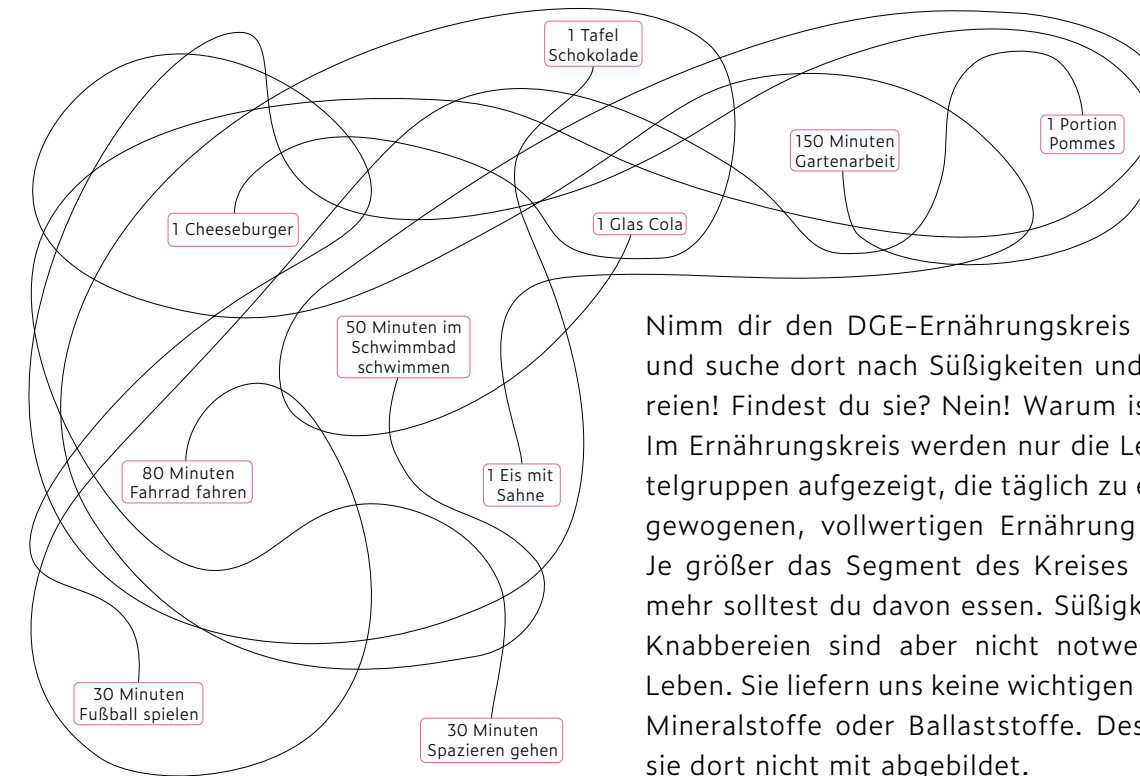 1 Tafel
Schokolade
1 Portion
Pommes
150 Minuten
Gartenarbeit
1 Cheeseburger
1 Glas Cola
50 Minuten im
Schwimmbad
schwimmen
80 Minuten
Fahrrad fahren
1 Eis mit
Sahne
30 Minuten
Fußball spielen
30 Minuten
Spazieren gehen
Nimm dir den DGE-Ernährungskreis
und suche dort nach Süßigkeiten und
reien! Findest du sie? Nein! Warum is
Im Ernährungskreis werden nur die Le
telgruppen aufgezeigt, die täglich zu e
gewogenen, vollwertigen Ernährung
Je größer das Segment des Kreises
mehr solltest du davon essen. Süßigk
Knabbereien sind aber nicht notwe
Leben. Sie liefern uns keine wichtigen
Mineralstoffe oder Ballaststoffe. Des
sie dort nicht mit abgebildet.